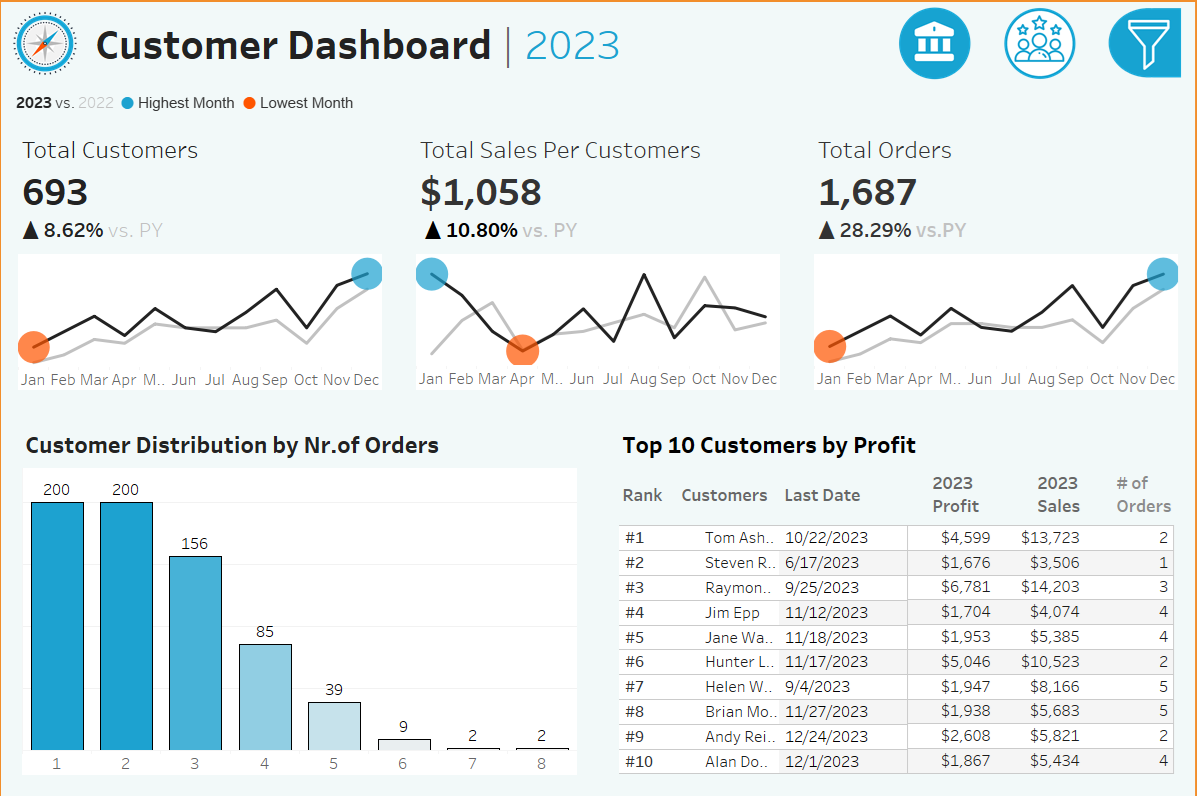 Customer Dashboard | 2023
2023 vs. 2022 Highest Month Lowest Month
Total Customers
693
▲ 8.62% vs. PY
Jan Feb Mar Apr M.. Jun Jul Aug Sep Oct Nov Dec
Total Sales Per Customers
$1,058
▲ 10.80% vs. PY
Jan Feb Mar Apr M.. Jun Jul Aug Sep Oct Nov Dec
Total Orders
1,687
▲ 28.29% vs.PY
Jan Feb Mar Apr M.. Jun Jul Aug Sep Oct Nov Dec
Customer Distribution by Nr.of Orders
200 200 156 85 39 9 2 2
1 2 3 4 5 6 7 8
Top 10 Customers by Profit
Rank Customers Last Date 2023 Profit 2023 Sales # of Orders
#1 Tom Ash.. 10/22/2023 $4,599 $13,723 2
#2 Steven R.. 6/17/2023 $1,676 $3,506 1
#3 Raymon.. 9/25/2023 $6,781 $14,203 3
#4 Jim Epp 11/12/2023 $1,704 $4,074 4
#5 Jane Wa.. 11/18/2023 $1,953 $5,385 4
#6 Hunter L.. 11/17/2023 $5,046 $10,523 2
#7 Helen W.. 9/4/2023 $1,947 $8,166 5
#8 Brian Mo.. 11/27/2023 $1,938 $5,683 5
#9 Andy Rei.. 12/24/2023 $2,608 $5,821 2
#10 Alan Do.. 12/1/2023 $1,867 $5,434 4